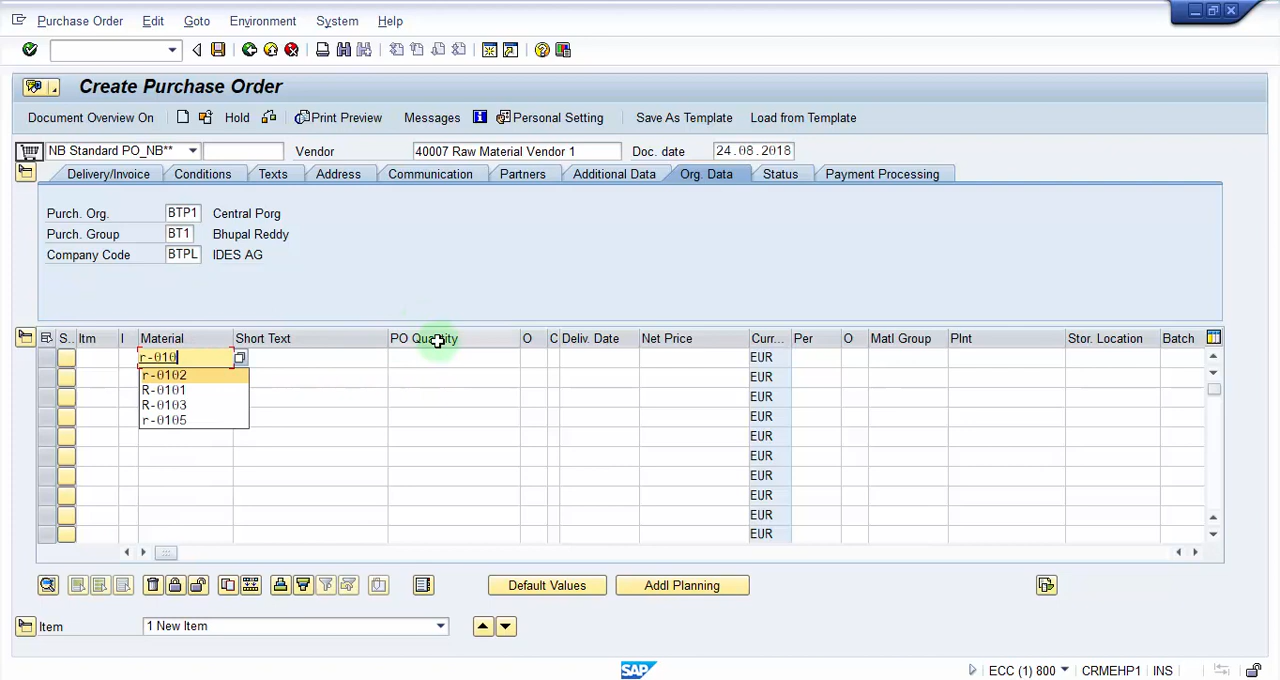 Purchase Order Edit Goto Environment System Help
Create Purchase Order
Document Overview On Hold Print Preview Messages Personal Setting Save As Template Load from Template
NB Standard PO_NB** Vendor 40007 Raw Material Vendor 1 Doc. date 24.08.2018
Delivery/Invoice Conditions Texts Address Communication Partners Additional Data Org. Data Status Payment Processing
Purch. Org. BTP1 Central Porg
Purch. Group BT1 Bhupal Reddy
Company Code BTPL IDES AG
S.. Itm I Material Short Text PO Quantity O C Deliv. Date Net Price Curr... Per O Matl Group Plnt Stor. Location Batch
r-010 EUR
r-0102 EUR
R-0101 EUR
R-0103 EUR
r-0105 EUR
EUR
EUR
EUR
EUR
EUR
Default Values Addl Planning
Item 1 New Item
SAP ECC (1) 800 CRMEHP1 INS